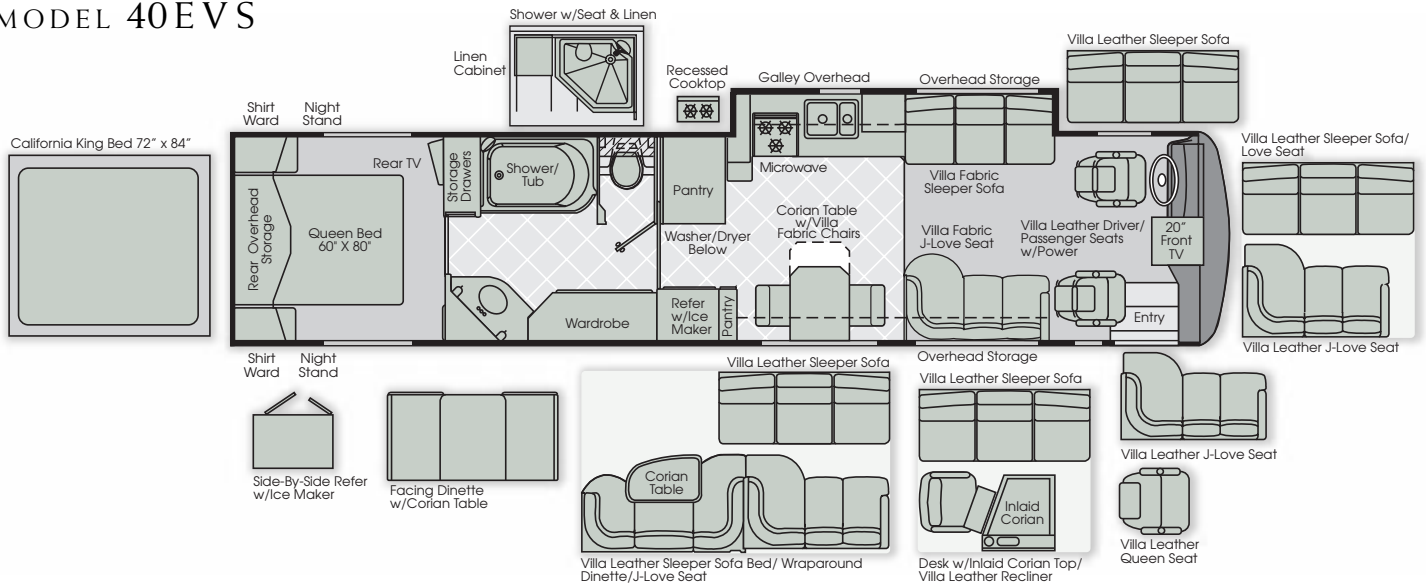 MODEL 40EVS
Shower w/Seat & Linen
Linen
Cabinet
Recessed
Cooktop
Galley Overhead
Overhead Storage
Villa Leather Sleeper Sofa
California King Bed 72" x 84"
Shirt
Ward
Night
Stand
Rear TV
Storage
Drawers
Shower/
Tub
Pantry
Microwave
Villa Fabric
Sleeper Sofa
Villa Leather Sleeper Sofa/
Love Seat
Rear Overhead
Storage
Queen Bed
60" X 80"
Washer/Dryer
Below
Corian Table
w/Villa
Fabric Chairs
Villa Fabric
J-Love Seat
Villa Leather Driver/
Passenger Seats
w/Power
20"
Front
TV
Wardrobe
Refer
w/Ice
Maker
Pantry
Entry
Villa Leather J-Love Seat
Shirt
Ward
Night
Stand
Villa Leather Sleeper Sofa
Overhead Storage
Villa Leather Sleeper Sofa
Side-By-Side Refer
w/Ice Maker
Facing Dinette
w/Corian Table
Corian
Table
Inlaid
Corian
Villa Leather J-Love Seat
Villa Leather
Queen Seat
Villa Leather Sleeper Sofa Bed/ Wraparound
Dinette/J-Love Seat
Desk w/Inlaid Corian Top/
Villa Leather Recliner